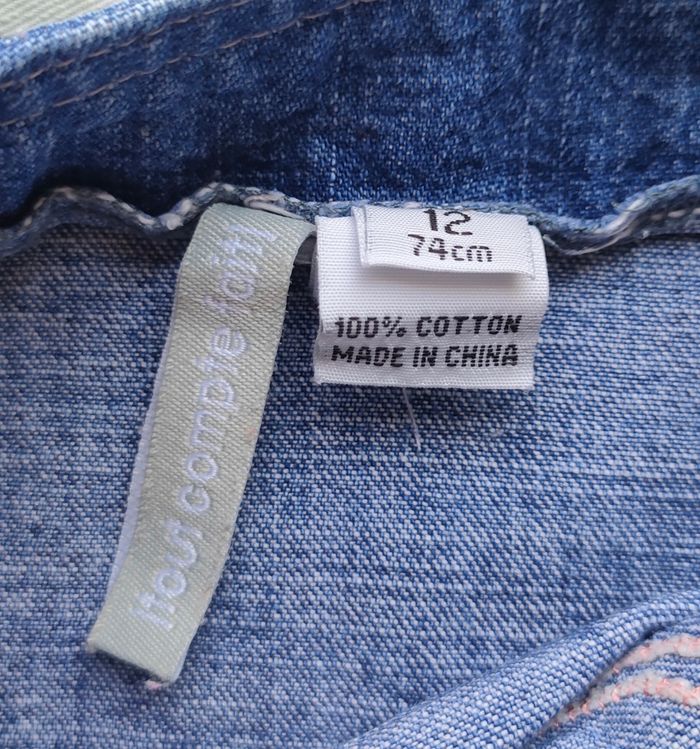 [tout compte fait]
12
74cm
100% COTTON
MADE IN CHINA